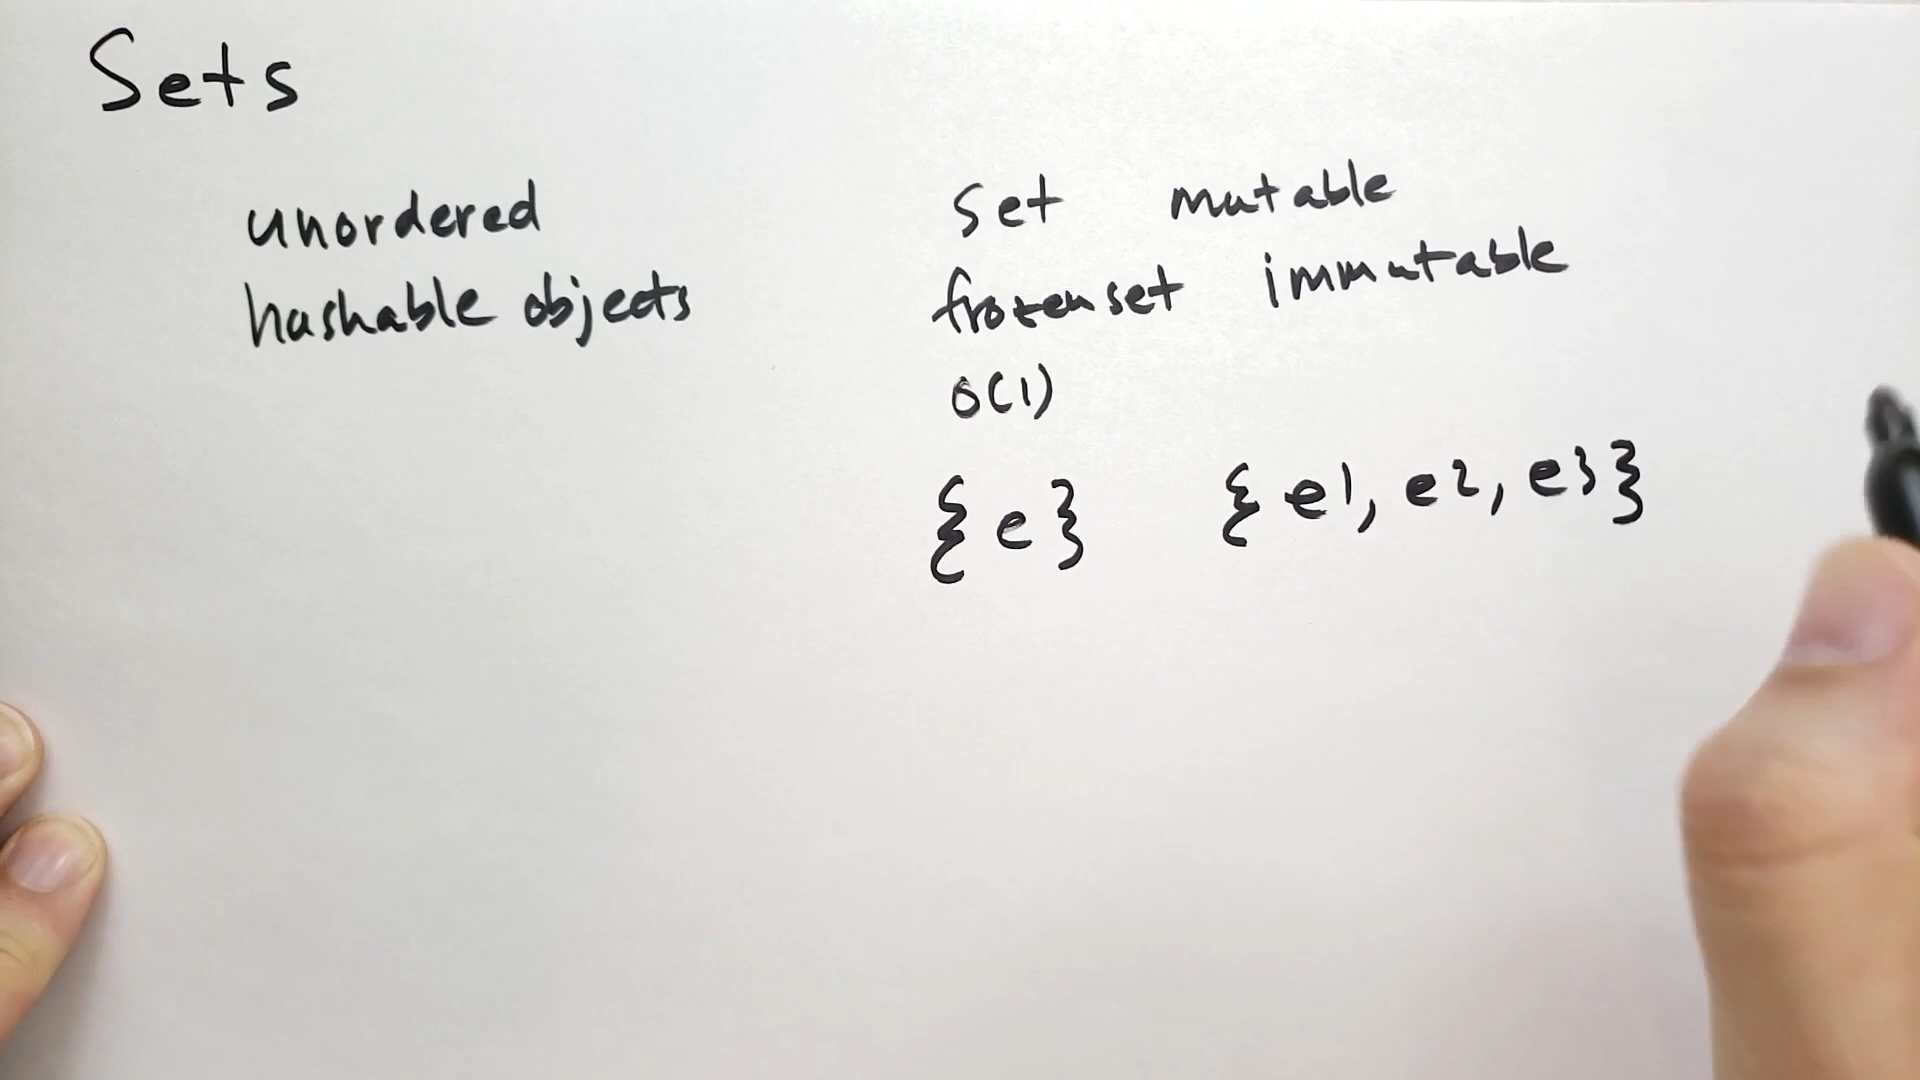 Sets
unordered
hashable objects
set mutable
frozenset immutable
O(1)
{e} {e1, e2, e3}